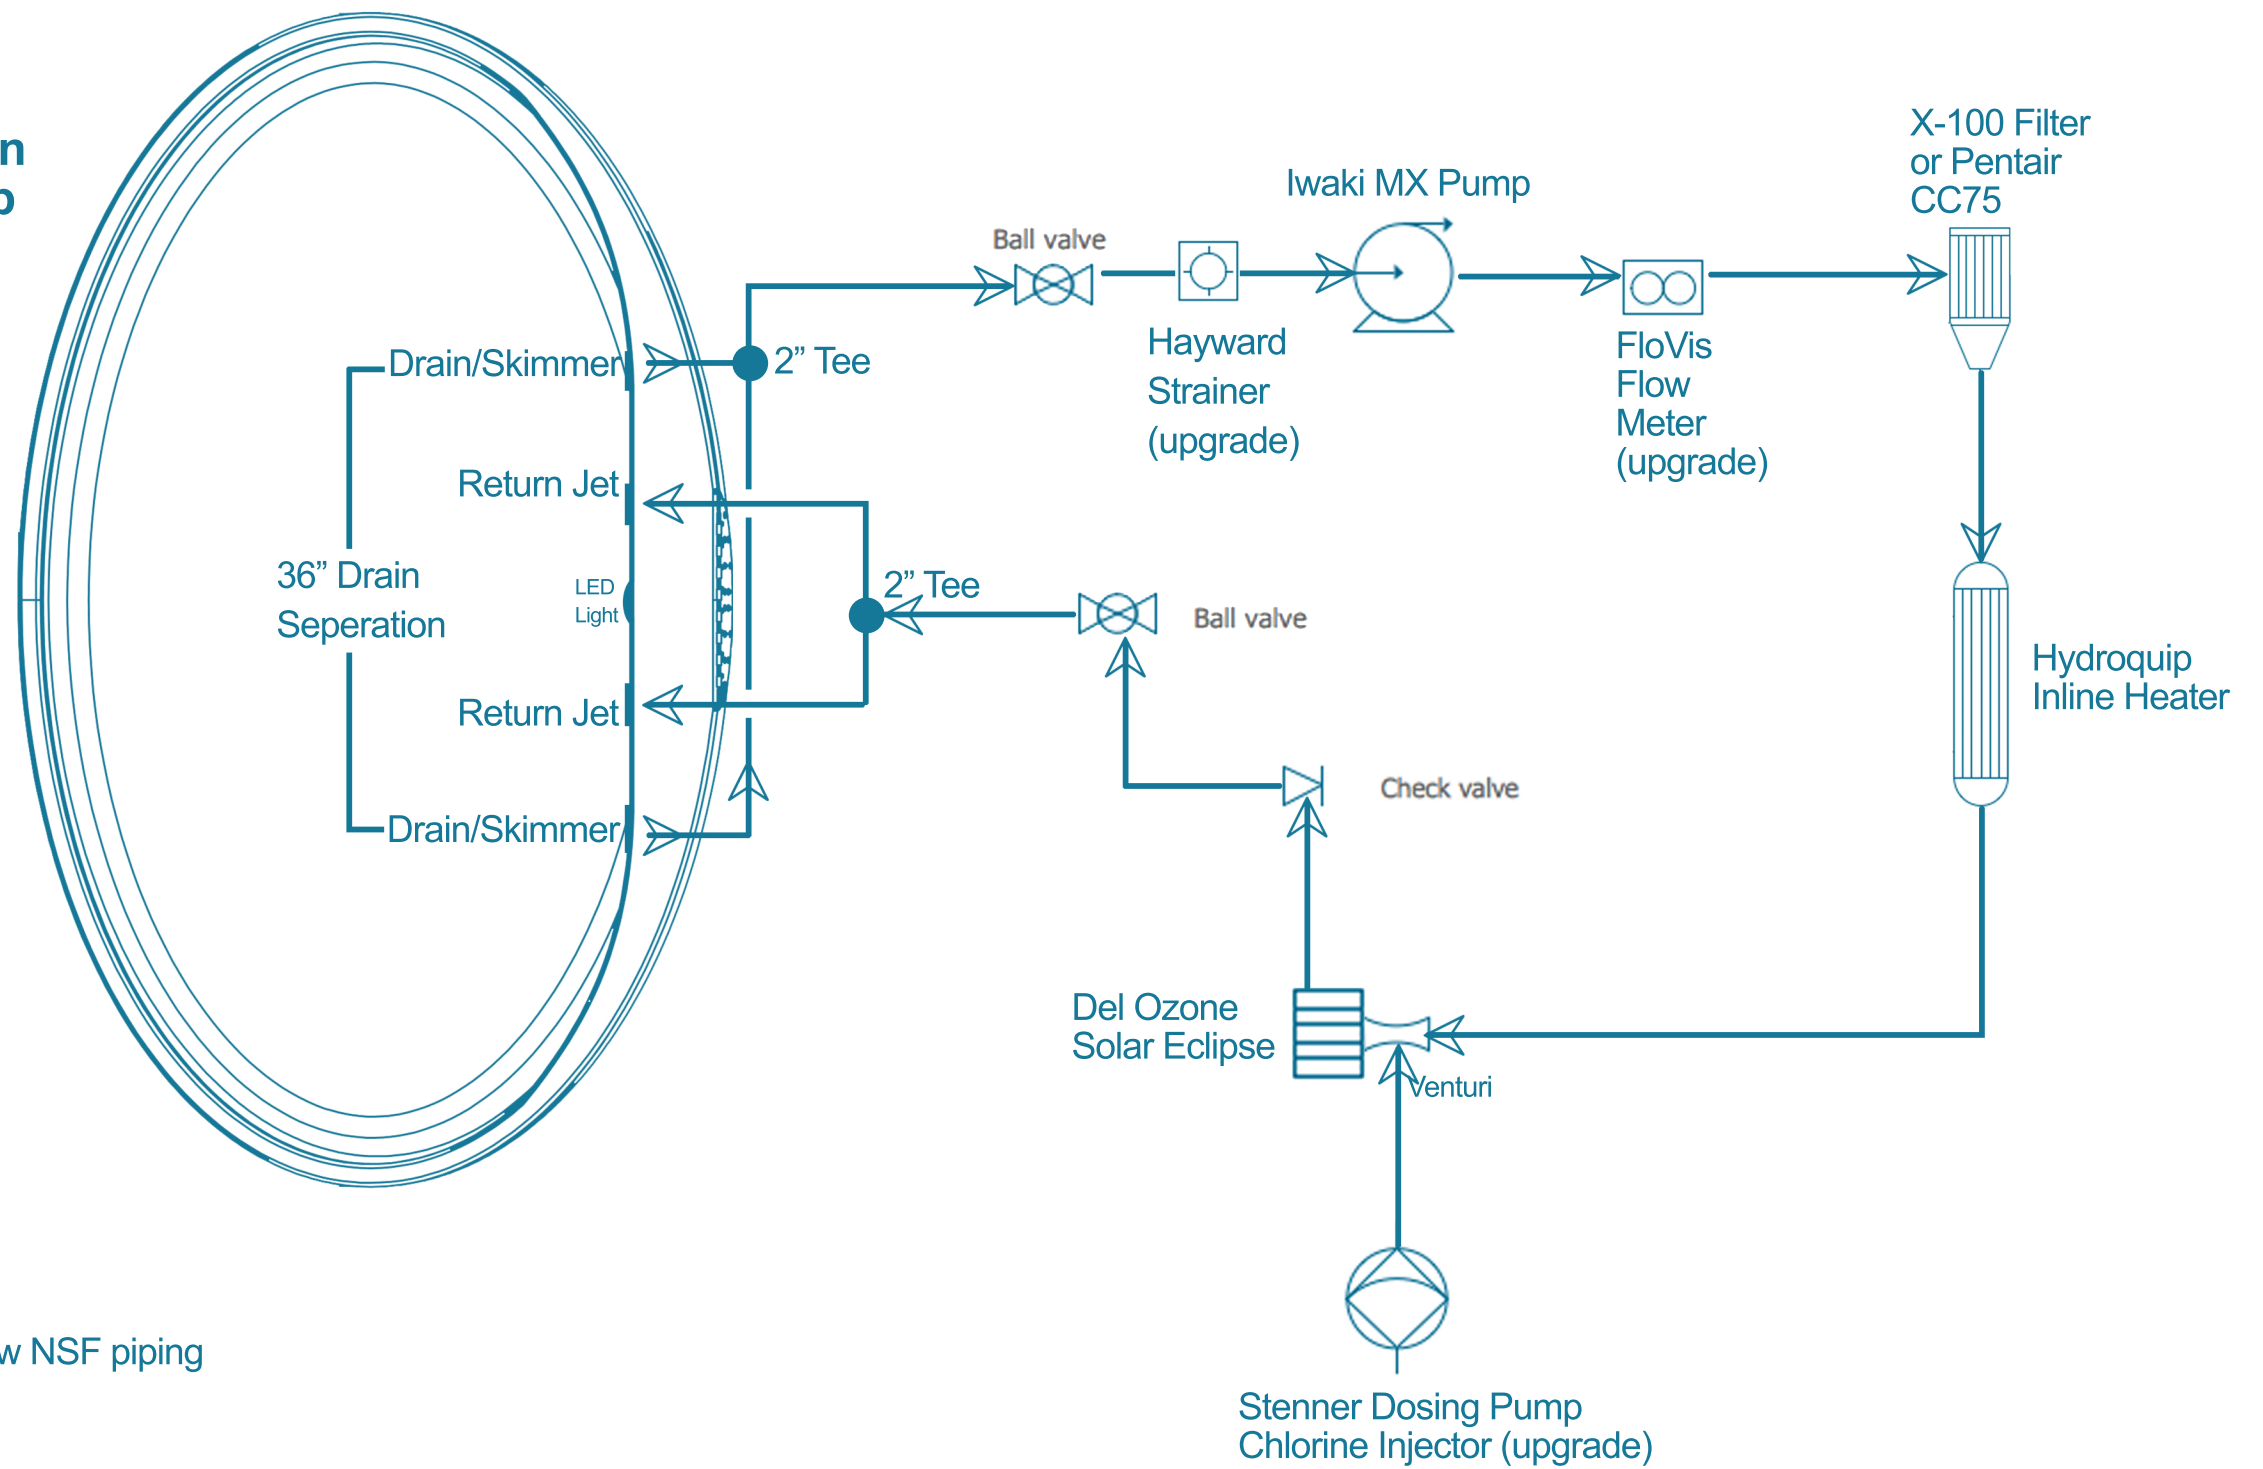 n
p
Drain/Skimmer
Return Jet
36” Drain
Seperation
LED
Light
Return Jet
Drain/Skimmer
2” Tee
2” Tee
Ball valve
Hayward
Strainer
(upgrade)
Iwaki MX Pump
FloVis
Flow
Meter
(upgrade)
X-100 Filter
or Pentair
CC75
Hydroquip
Inline Heater
Ball valve
Check valve
Del Ozone
Solar Eclipse
Venturi
Stenner Dosing Pump
Chlorine Injector (upgrade)
w NSF piping